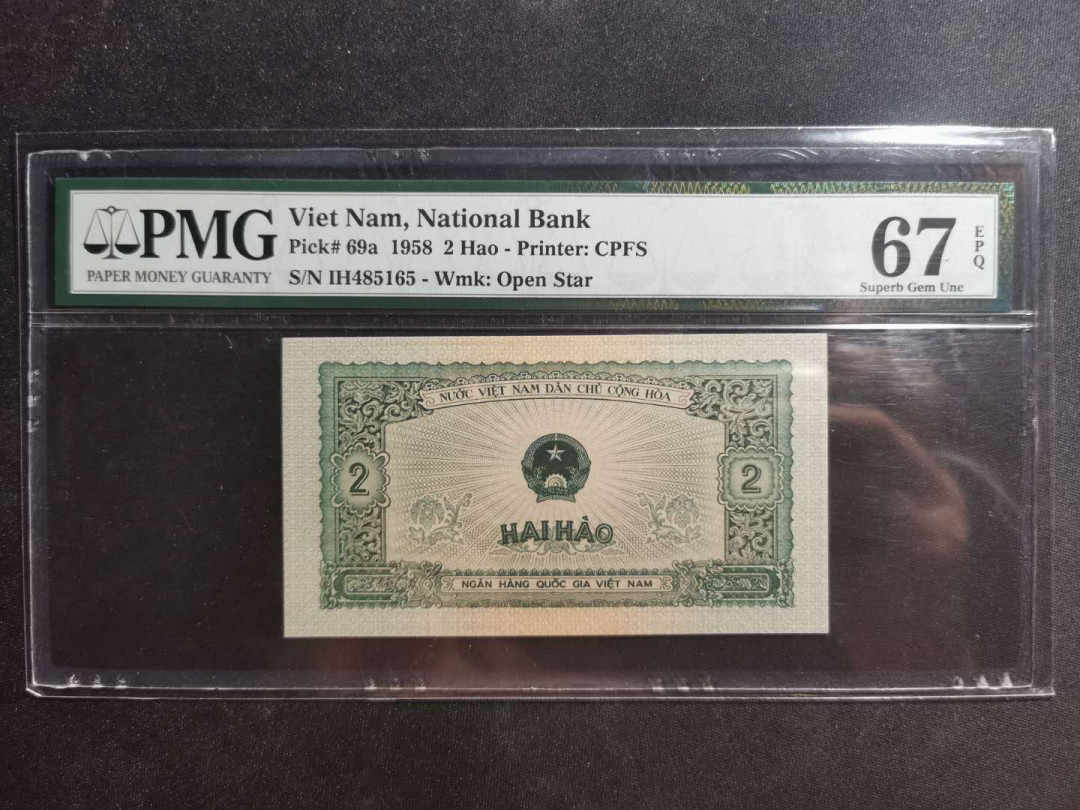 PMG
PAPER MONEY GUARANTY
Viet Nam, National Bank
Pick# 69a 1958 2 Hao - Printer: CPFS
S/N IH485165 - Wmk: Open Star
67
EPQ
Superb Gem Unc
NƯỚC VIỆT NAM DÂN CHỦ CỘNG HÒA
2
2
HAI HÀO
NGÂN HÀNG QUỐC GIA VIỆT NAM